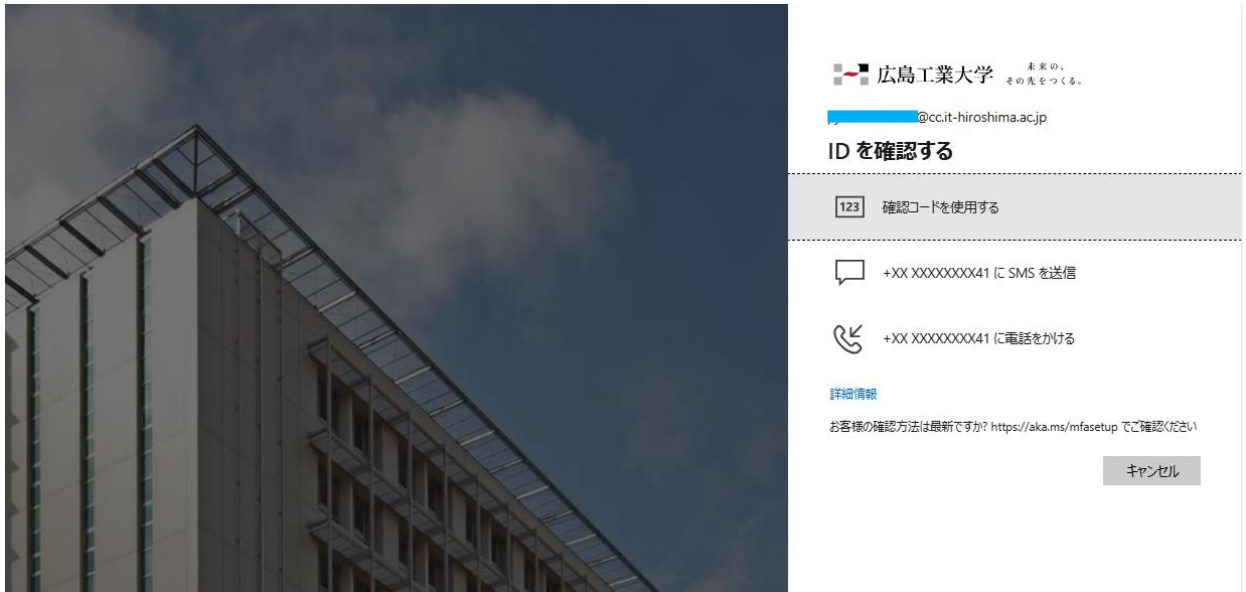 広島工業大学 未来の、
その先をつくる。
@cc.it-hiroshima.ac.jp
ID を確認する
123 確認コードを使用する
+XX XXXXXXXX41 に SMS を送信
+XX XXXXXXXX41 に電話をかける
詳細情報
お客様の確認方法は最新ですか? https://aka.ms/mfasetup でご確認ください
キャンセル